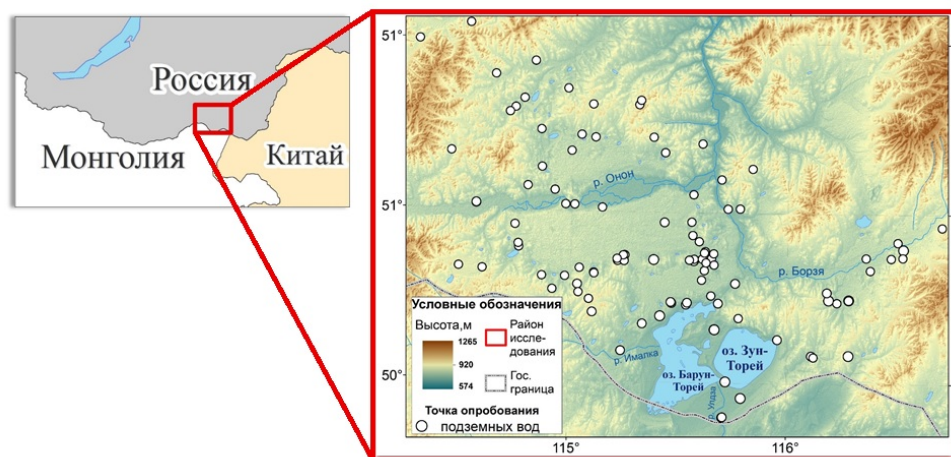 Россия
Монголия
Китай
51°
51°
50°
115°
116°
р. Онон
р. Борзя
р. Ималка
р. Улдза
оз. Барун-
Торей
оз. Зун-
Торей
Условные обозначения
Высота,м
1265
920
574
Район
иссле-
дования
Гос.
граница
Точка опробования
подземных вод